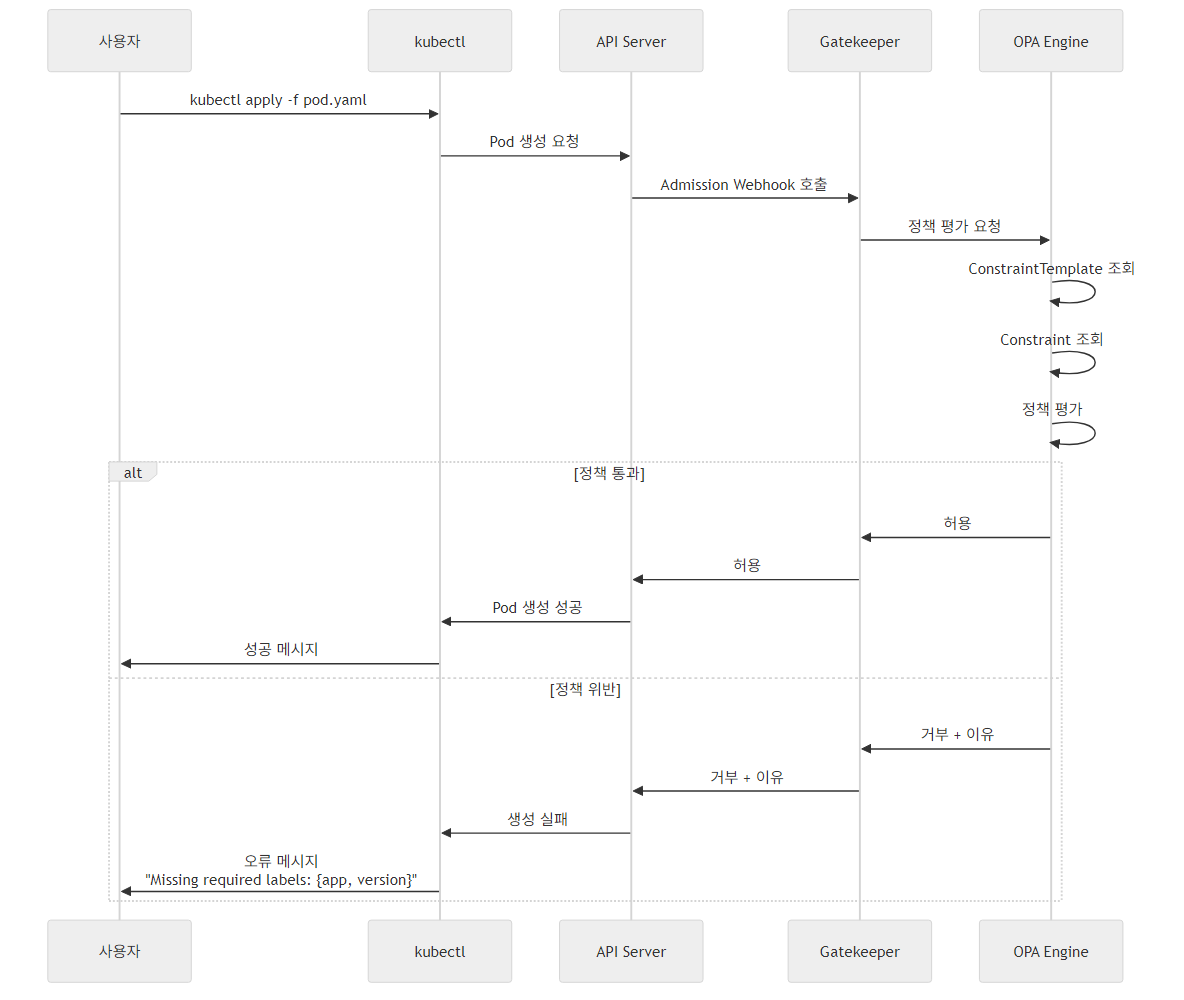 사용자
kubectl
API Server
Gatekeeper
OPA Engine
kubectl apply -f pod.yaml
Pod 생성 요청
Admission Webhook 호출
정책 평가 요청
ConstraintTemplate 조회
Constraint 조회
정책 평가
alt
[정책 통과]
허용
허용
Pod 생성 성공
성공 메시지
[정책 위반]
거부 + 이유
거부 + 이유
생성 실패
오류 메시지
"Missing required labels: {app, version}"
사용자
kubectl
API Server
Gatekeeper
OPA Engine